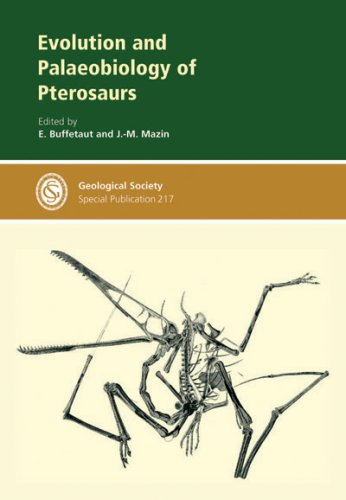 Evolution and
Palaeobiology of
Pterosaurs
Edited by
E. Buffetaut and J.-M. Mazin
Geological Society
Special Publication 217